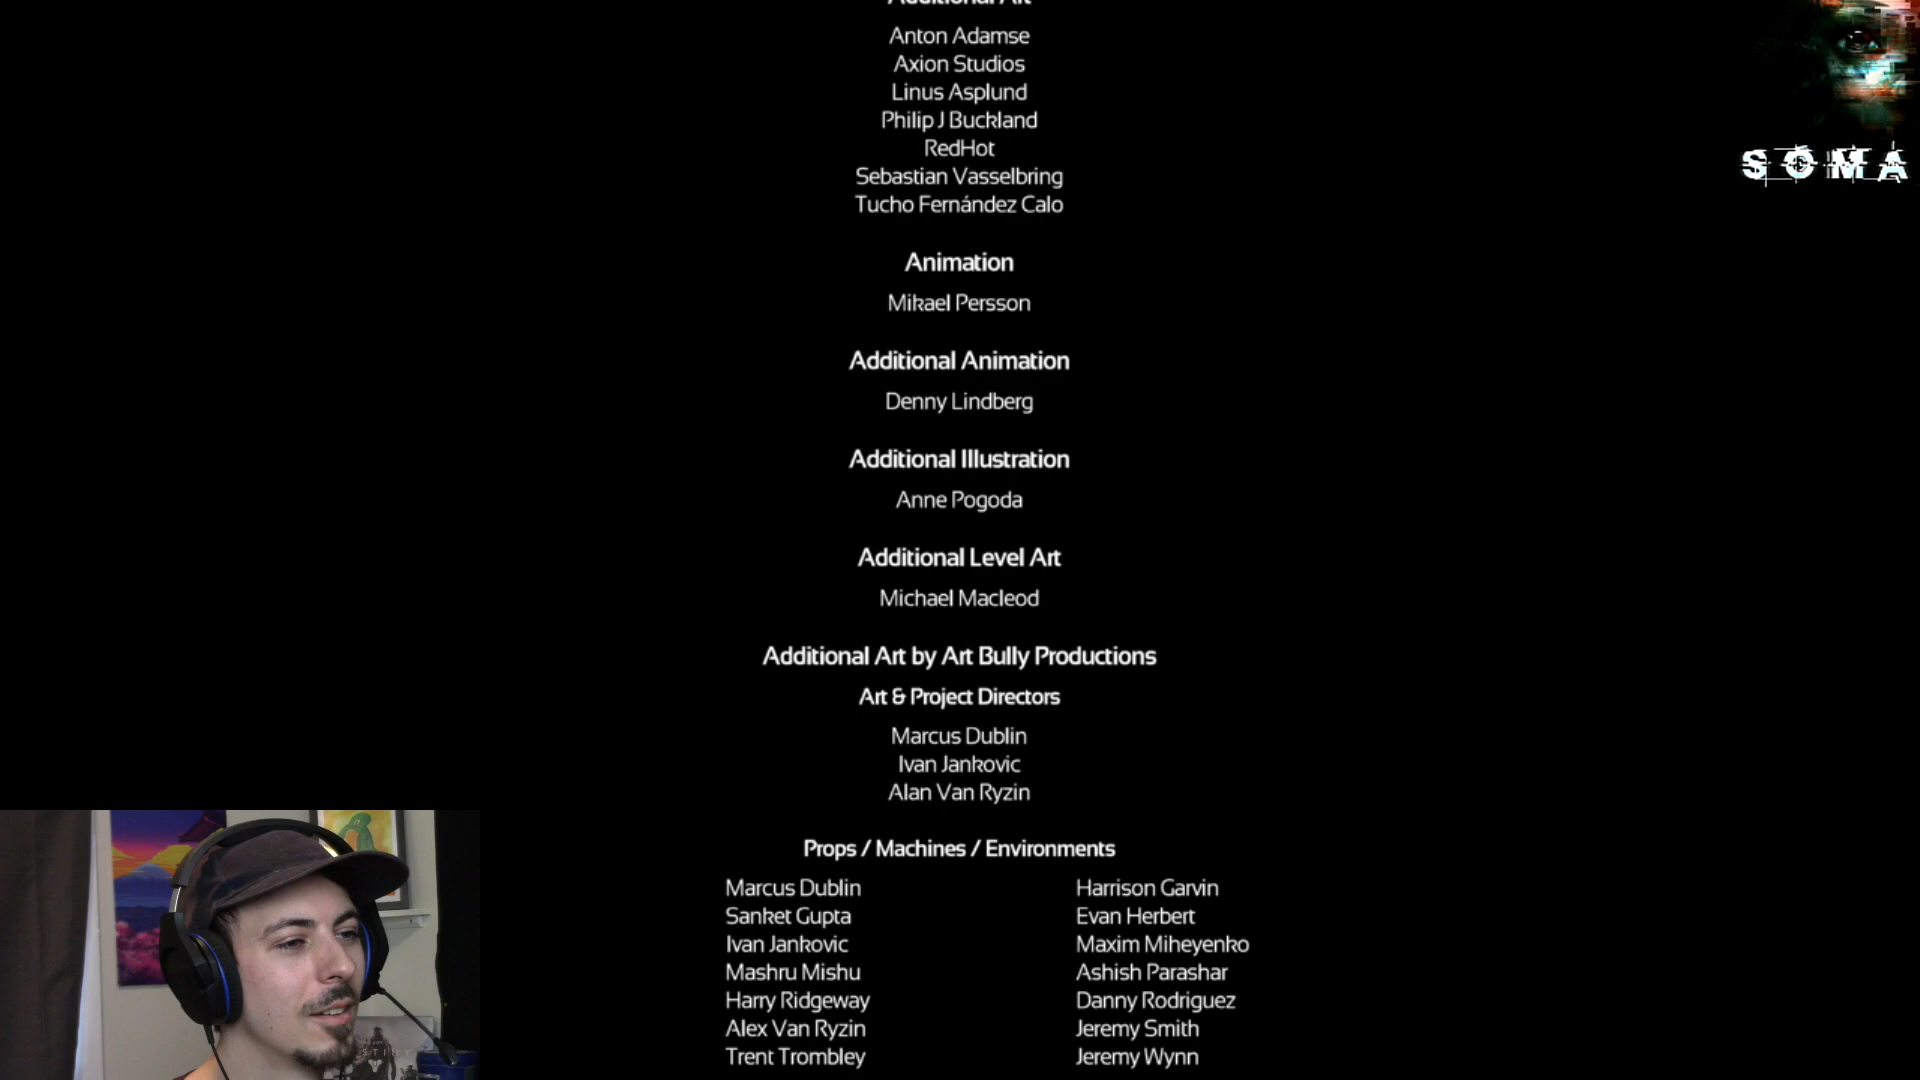 Additional Art
Anton Adamse
Axion Studios
Linus Asplund
Philip J Buckland
RedHot
Sebastian Vasselbring
Tucho Fernández Calo
SOMA
Animation
Mikael Persson
Additional Animation
Denny Lindberg
Additional Illustration
Anne Pogoda
Additional Level Art
Michael Macleod
Additional Art by Art Bully Productions
Art & Project Directors
Marcus Dublin
Ivan Jankovic
Alan Van Ryzin
Props / Machines / Environments
Marcus Dublin
Sanket Gupta
Ivan Jankovic
Mashru Mishu
Harry Ridgeway
Alex Van Ryzin
Trent Trombley
Harrison Garvin
Evan Herbert
Maxim Miheyenko
Ashish Parashar
Danny Rodriguez
Jeremy Smith
Jeremy Wynn